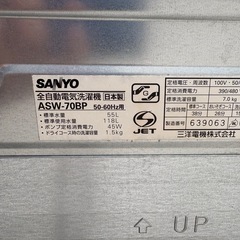 SANYO
全自動電気洗濯機 日本製
ASW-70BP 50-60Hz用
・標準水量 55L
・標準使用水量 118L
・ポンプ定格消費電力 45W
・ドライコース時の容量 1.5kg
G
JET
定格電圧・周波数 100V・50
定格消費電力 390/480
標準洗濯容量 7.0k
639063
三洋電機株式会社
UP